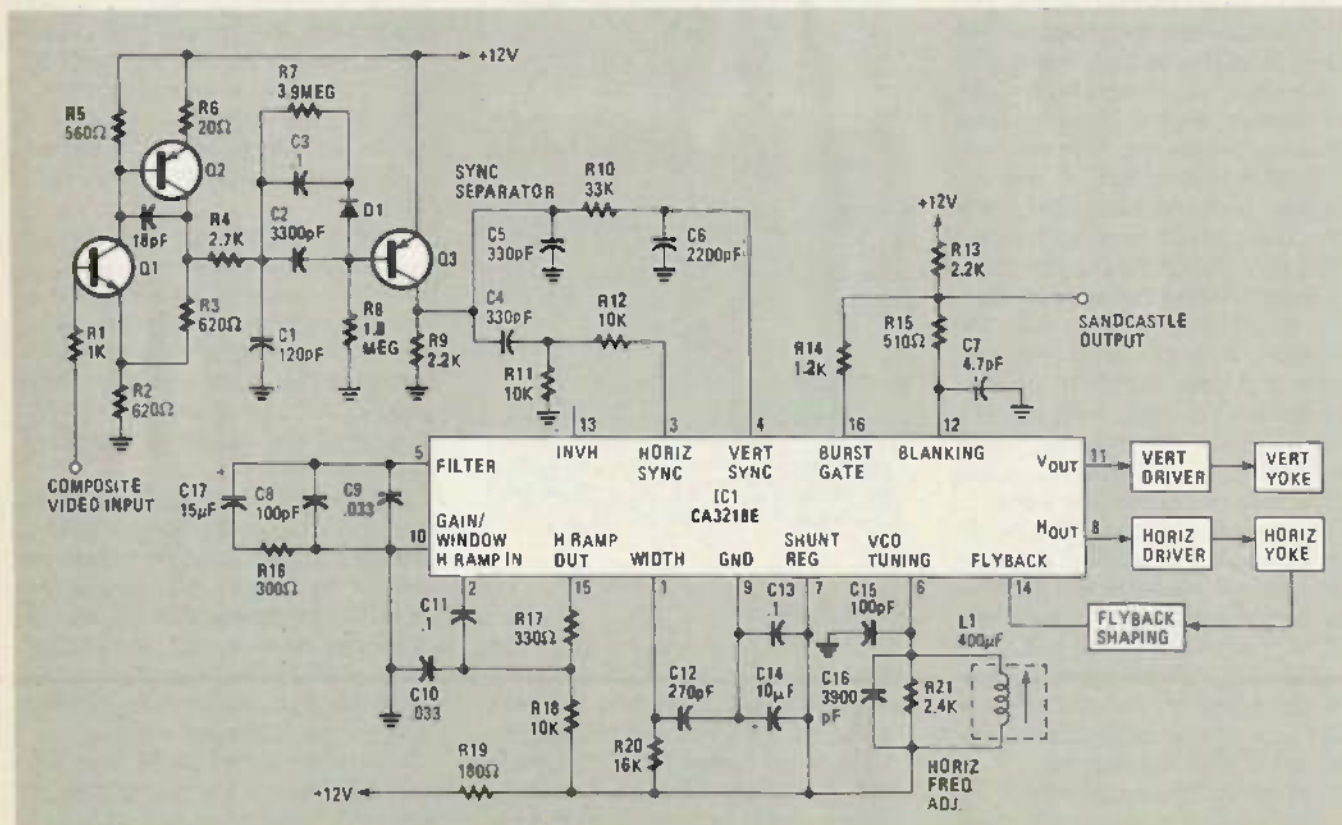 +12V
R5
560Ω
R6
20Ω
Q2
18pF
Q1
R1
1K
R2
620Ω
COMPOSITE
VIDEO INPUT
R4
2.7K
R3
620Ω
R7
3.9MEG
C3
.1
C2
3300pF
C1
120pF
D1
Q3
R8
1.8
MEG
R9
2.2K
SYNC
SEPARATOR
C5
330pF
R10
33K
C6
2200pF
C4
330pF
R12
10K
R11
10K
+12V
R13
2.2K
SANDCASTLE
OUTPUT
R14
1.2K
R15
510Ω
C7
4.7pF
13
3
4
16
12
5
FILTER
INVH
HORIZ
SYNC
VERT
SYNC
BURST
GATE
BLANKING
VOUT
11
VERT
DRIVER
VERT
YOKE
IC1
CA3218E
C17
15µF
C8
100pF
C9
.033
R16
300Ω
10
GAIN/
WINDOW
H RAMP IN
H RAMP
OUT
WIDTH
GND
SHUNT
REG
VCO
TUNING
FLYBACK
HOUT
8
HORIZ
DRIVER
HORIZ
YOKE
2
15
1
9
7
6
14
FLYBACK
SHAPING
C11
.1
C10
.033
R17
330Ω
R18
10K
R19
180Ω
+12V
C12
270pF
R20
16K
C13
.1
C14
10µF
C15
100pF
C16
3900
pF
R21
2.4K
L1
400µF
HORIZ
FREQ
ADJ.